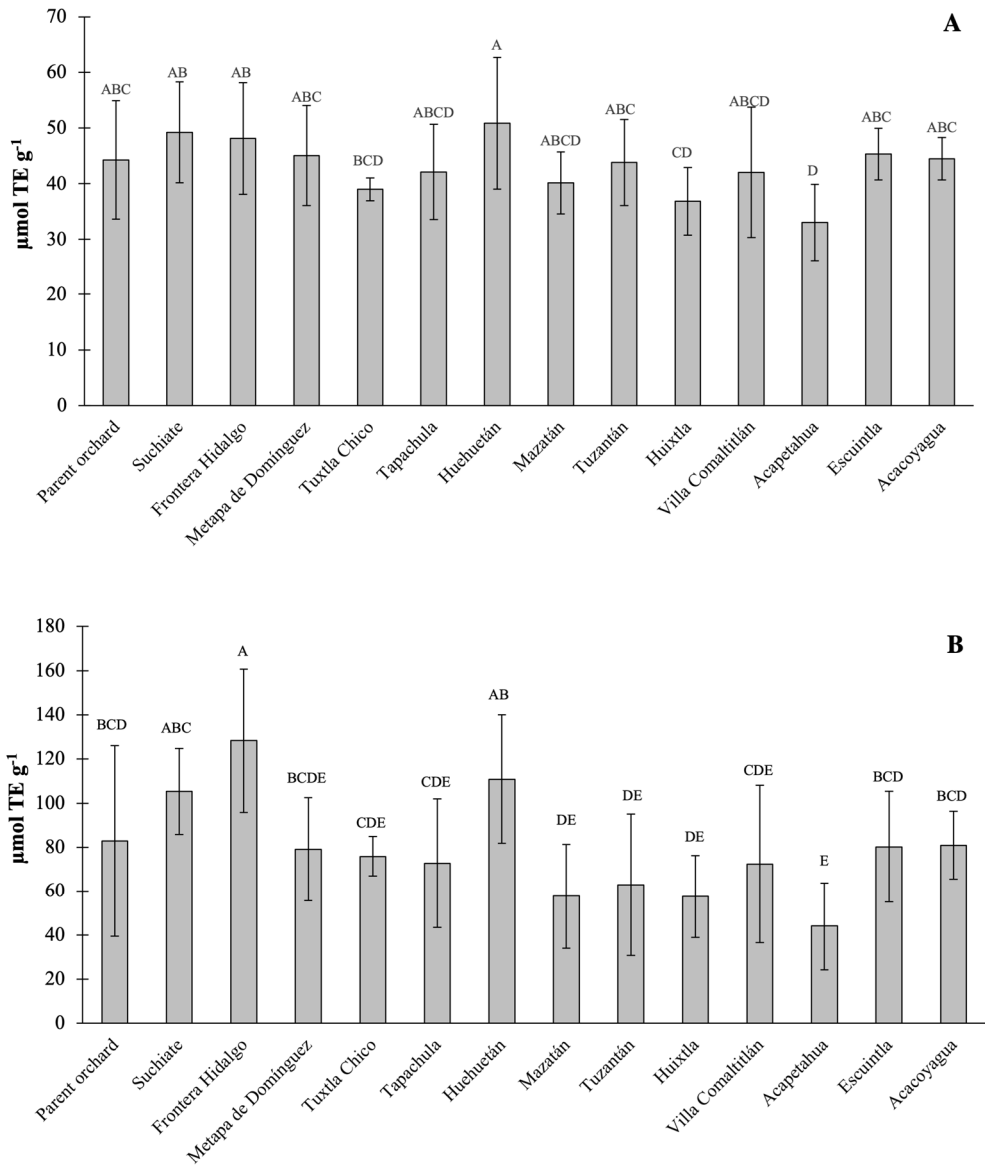 A
70
60
50
40
30
20
10
0
µmol TE g-1
ABC
AB
AB
ABC
BCD
ABCD
A
ABCD
ABC
CD
ABCD
D
ABC
ABC
Parent orchard
Suchiate
Frontera Hidalgo
Metapa de Domínguez
Tuxtla Chico
Tapachula
Huehuetán
Mazatán
Tuzantán
Huixtla
Villa Comaltitlán
Acapetahua
Escuintla
Acacoyagua
B
180
160
140
120
100
80
60
40
20
0
µmol TE g-1
BCD
ABC
A
BCDE
CDE
CDE
AB
DE
DE
DE
CDE
E
BCD
BCD
Parent orchard
Suchiate
Frontera Hidalgo
Metapa de Domínguez
Tuxtla Chico
Tapachula
Huehuetán
Mazatán
Tuzantán
Huixtla
Villa Comaltitlán
Acapetahua
Escuintla
Acacoyagua